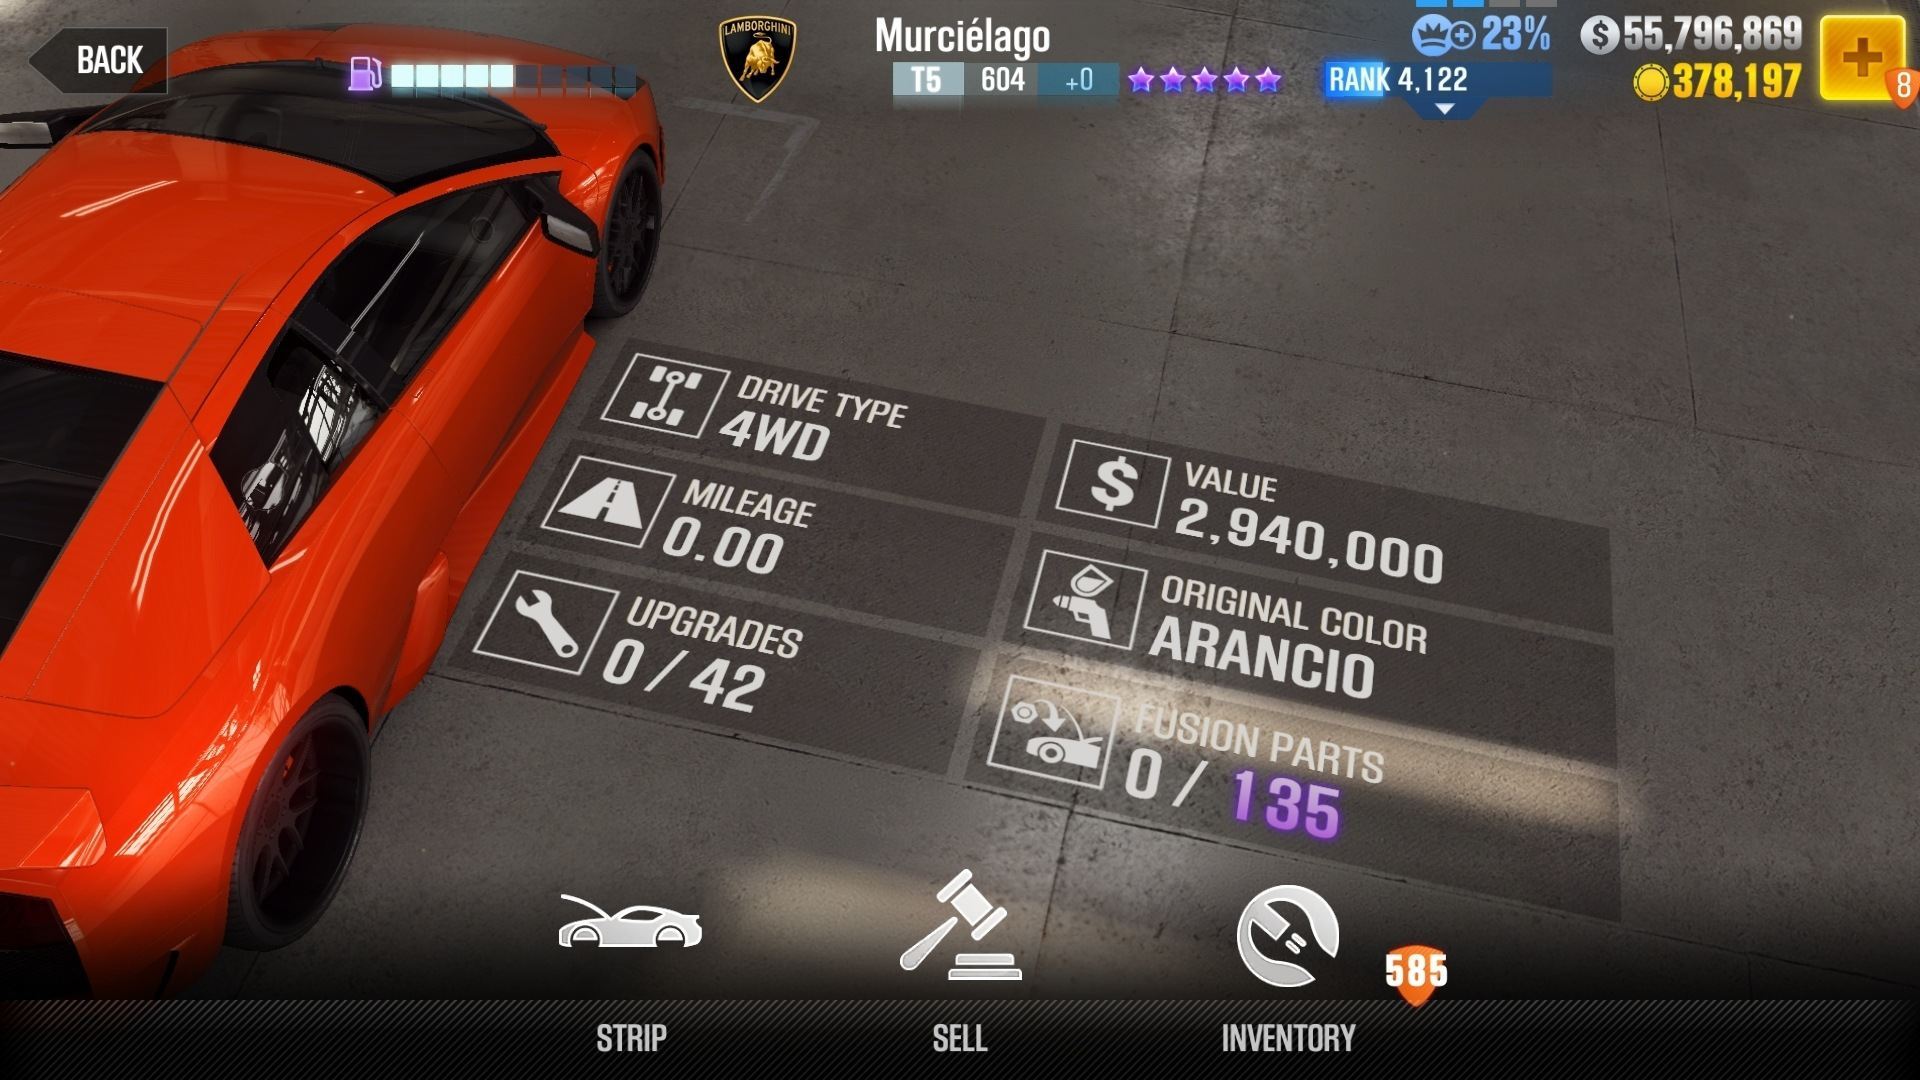 BACK
LAMBORGHINI
Murciélago
T5 604 +0
RANK 4,122
23%
55,796,869
378,197
8
DRIVE TYPE
4WD
MILEAGE
0.00
UPGRADES
0 / 42
VALUE
2,940,000
ORIGINAL COLOR
ARANCIO
FUSION PARTS
0 / 135
585
STRIP
SELL
INVENTORY